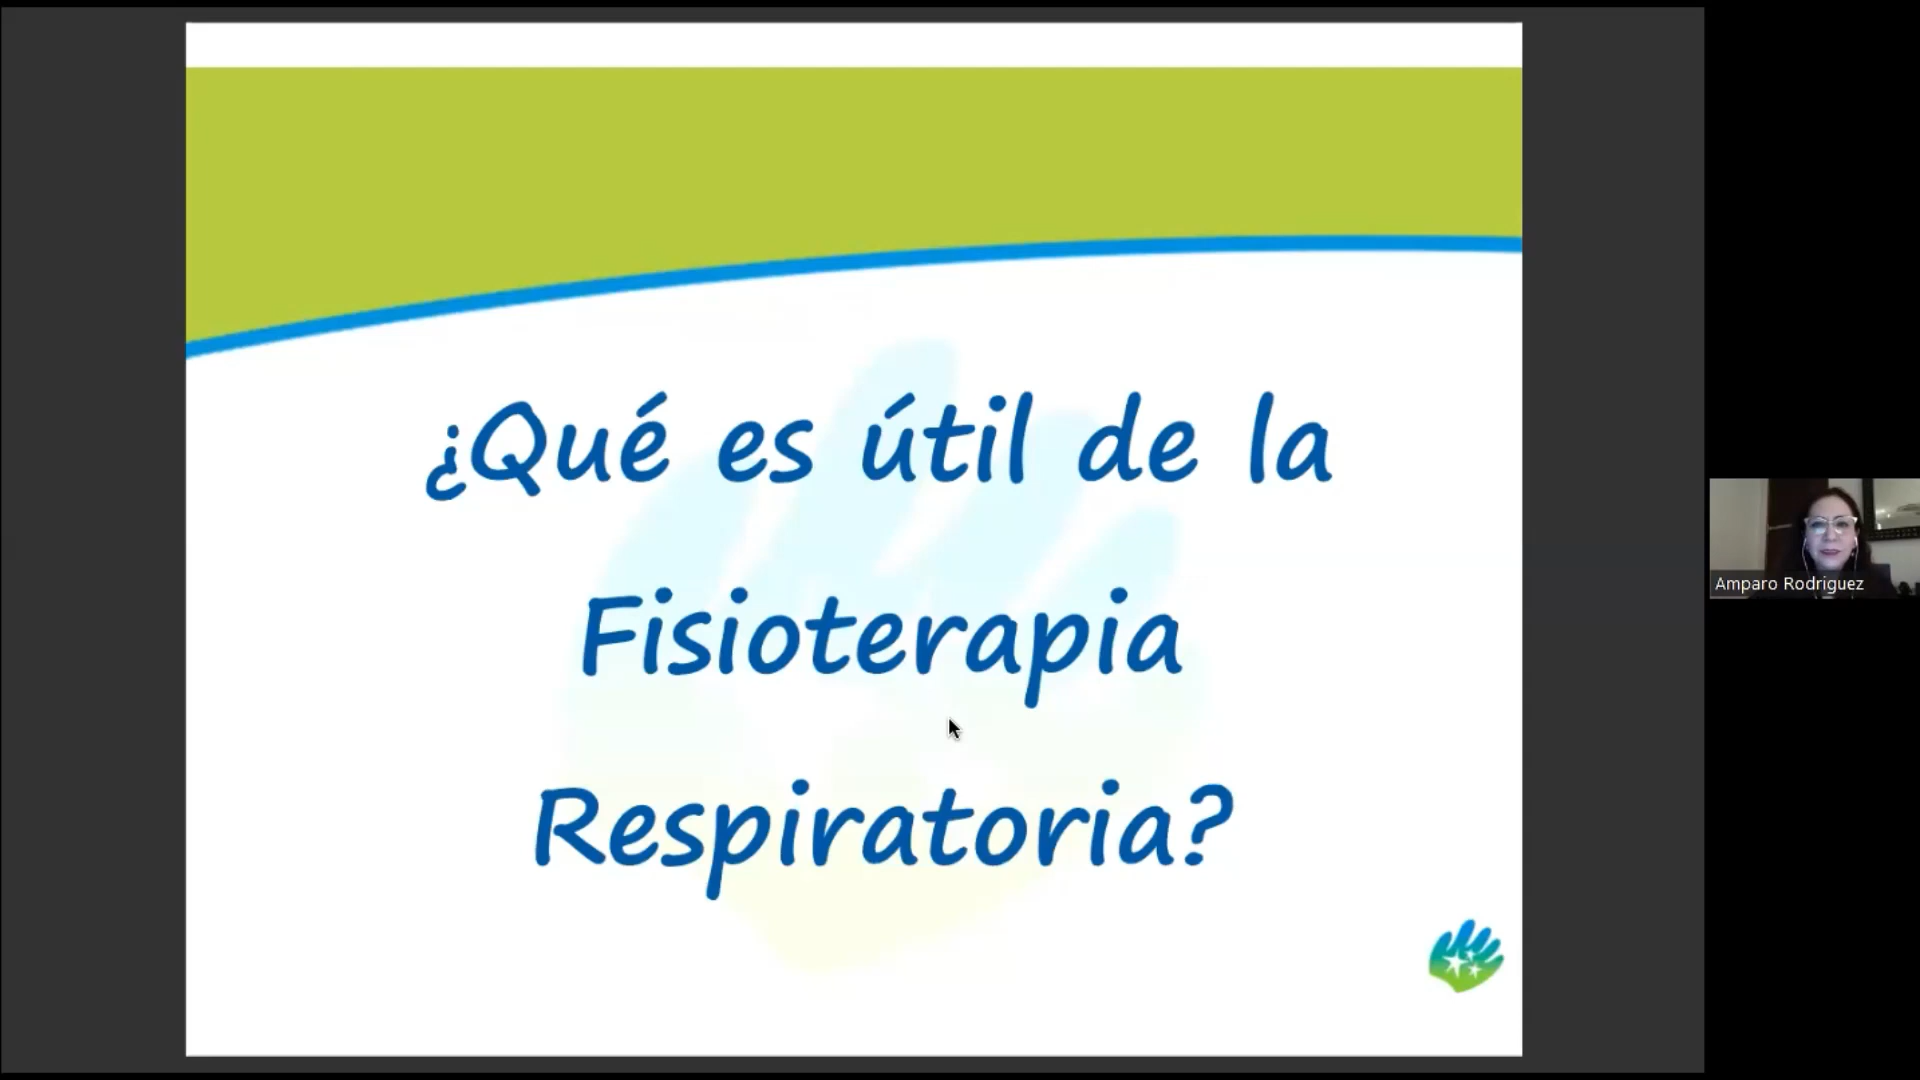 ¿Qué es útil de la
Fisioterapia
Respiratoria?
Amparo Rodriguez